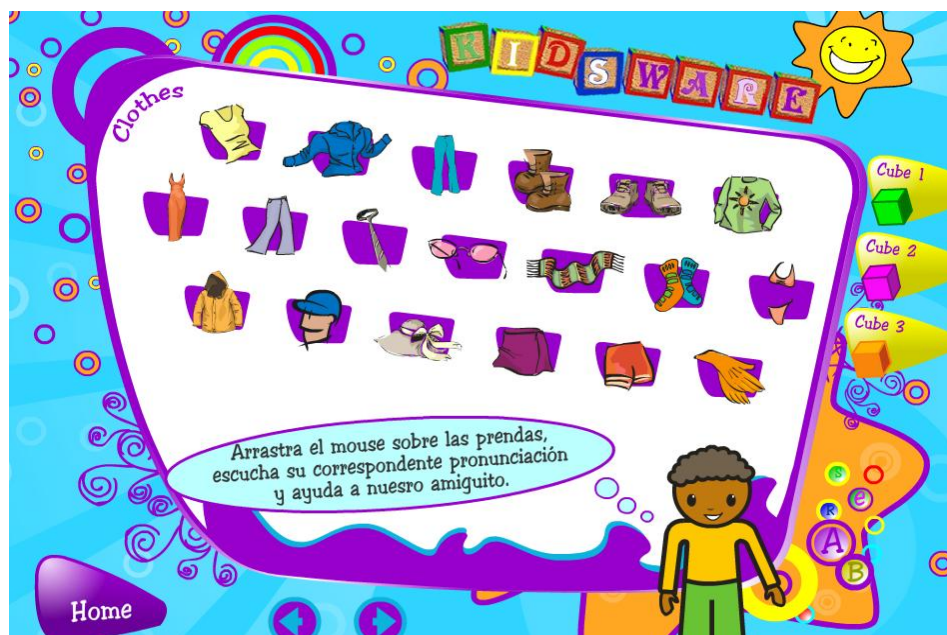 KIDSWARE
Clothes
Cube 1
Cube 2
Cube 3
Arrastra el mouse sobre las prendas,
escucha su correspondente pronunciación
y ayuda a nuesro amiguito.
S
e
R
A
B
Home